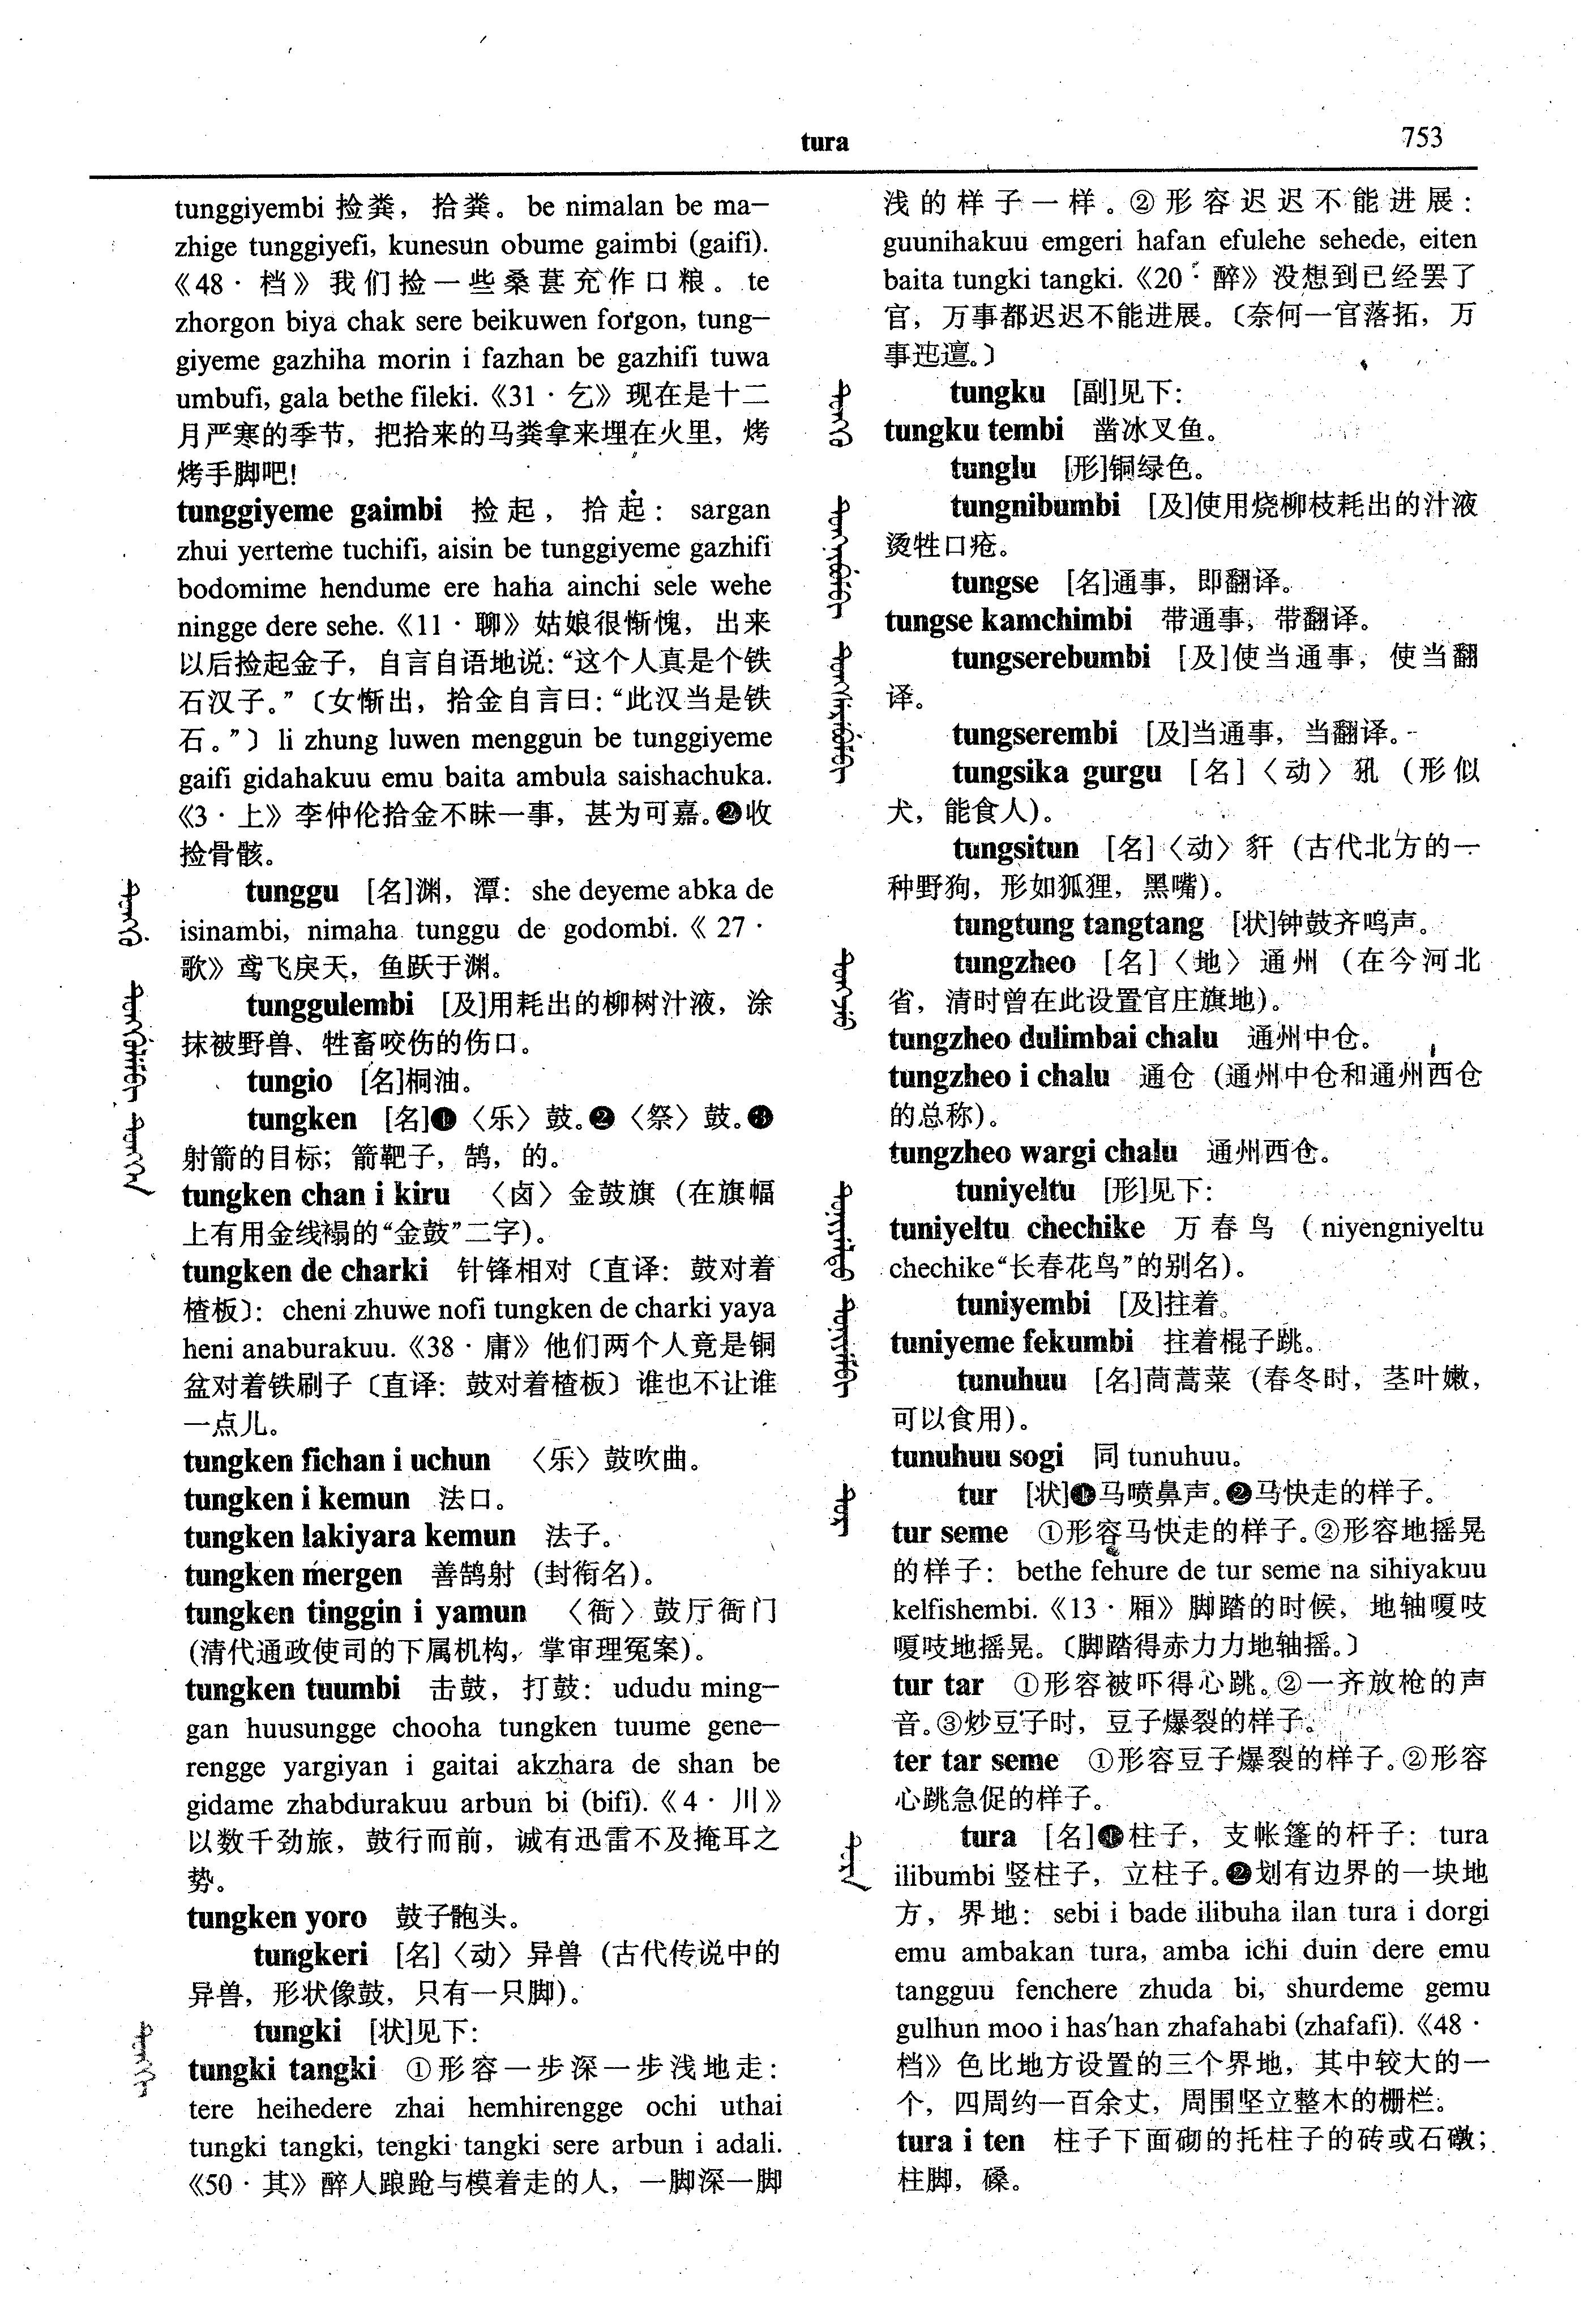 tura
753
tunggiyembi 捡粪，拾粪。be nimalan be ma-
zhige tunggiyefi, kunesun obume gaimbi (gaifi).
《48·档》我们捡一些桑葚充作口粮。te
zhorgon biya chak sere beikuwen forgon, tung-
giyeme gazhiha morin i fazhan be gazhifi tuwa
umbufi, gala bethe fileki.《31·乞》现在是十二
月严寒的季节，把拾来的马粪拿来埋在火里，烤
烤手脚吧!
tunggiyeme gaimbi 捡起，拾起：sargan
zhui yerteme tuchifi, aisin be tunggiyeme gazhifi
bodomime hendume ere haha ainchi sele wehe
ningge dere sehe.《11·聊》姑娘很惭愧，出来
以后捡起金子，自言自语地说:“这个人真是个铁
石汉子。”〔女惭出，拾金自言曰:“此汉当是铁
石。”〕li zhung luwen menggun be tunggiyeme
gaifi gidahakuu emu baita ambula saishachuka.
《3·上》李仲伦拾金不昧一事，甚为可嘉。❷收
捡骨骸。
tunggu [名]渊，潭：she deyeme abka de
isinambi, nimaha tunggu de godombi.《27·
歌》鸢飞戾天，鱼跃于渊。
tunggulembi [及]用耗出的柳树汁液，涂
抹被野兽、牲畜咬伤的伤口。
tungio [名]桐油。
tungken [名]❶〈乐〉鼓。❷〈祭〉鼓。❸
射箭的目标；箭靶子，鹄，的。
tungken chan i kiru 〈卤〉金鼓旗（在旗幅
上有用金线禢的“金鼓”二字）。
tungken de charki 针锋相对〔直译：鼓对着
楂板〕：cheni zhuwe nofi tungken de charki yaya
heni anaburakuu.《38·庸》他们两个人竟是铜
盆对着铁刷子〔直译：鼓对着楂板〕谁也不让谁
一点儿。
tungken fichan i uchun 〈乐〉鼓吹曲。
tungken i kemun 法口。
tungken lakiyara kemun 法子。
tungken mergen 善鹄射（封衔名）。
tungken tinggin i yamun 〈衙〉鼓厅衙门
(清代通政使司的下属机构，掌审理冤案)。
tungken tuumbi 击鼓，打鼓：ududu ming-
gan huusungge chooha tungken tuume gene-
rengge yargiyan i gaitai akzhara de shan be
gidame zhabdurakuu arbun bi (bifi).《4·川》
以数千劲旅，鼓行而前，诚有迅雷不及掩耳之
势。
tungken yoro 鼓子骲头。
tungkeri [名]〈动〉异兽（古代传说中的
异兽，形状像鼓，只有一只脚）。
tungki [状]见下:
tungki tangki ①形容一步深一步浅地走：
tere heihedere zhai hemhirengge ochi uthai
tungki tangki, tengki tangki sere arbun i adali.
《50·其》醉人踉跄与模着走的人，一脚深一脚
浅的样子一样。②形容迟迟不能进展：
guunihakuu emgeri hafan efulehe sehede, eiten
baita tungki tangki.《20·醉》没想到已经罢了
官，万事都迟迟不能进展。〔奈何一官落拓，万
事迍邅。〕
tungku [副]见下:
tungku tembi 凿冰叉鱼。
tunglu [形]铜绿色。
tungnibumbi [及]使用烧柳枝耗出的汁液
烫牲口疮。
tungse [名]通事，即翻译。
tungse kamchimbi 带通事，带翻译。
tungserebumbi [及]使当通事，使当翻
译。
tungserembi [及]当通事，当翻译。
tungsika gurgu [名]〈动〉犼（形似
犬，能食人）。
tungsitun [名]〈动〉豻（古代北方的一
种野狗，形如狐狸，黑嘴）。
tungtung tangtang [状]钟鼓齐鸣声。
tungzheo [名]〈地〉通州（在今河北
省，清时曾在此设置官庄旗地）。
tungzheo dulimbai chalu 通州中仓。
tungzheo i chalu 通仓（通州中仓和通州西仓
的总称）。
tungzheo wargi chalu 通州西仓。
tuniyeltu [形]见下:
tuniyeltu chechike 万春鸟（niyengniyeltu
chechike“长春花鸟”的别名）。
tuniyembi [及]拄着。
tuniyeme fekumbi 拄着棍子跳。
tunuhuu [名]茼蒿菜（春冬时，茎叶嫩，
可以食用）。
tunuhuu sogi 同 tunuhuu。
tur [状]❶马喷鼻声。❷马快走的样子。
tur seme ①形容马快走的样子。②形容地摇晃
的样子：bethe fehure de tur seme na sihiyakuu
kelfishembi.《13·厢》脚踏的时候，地轴嗄吱
嗄吱地摇晃。〔脚踏得赤力力地轴摇。〕
tur tar ①形容被吓得心跳。②一齐放枪的声
音。③炒豆子时，豆子爆裂的样子。
ter tar seme ①形容豆子爆裂的样子。②形容
心跳急促的样子。
tura [名]❶柱子，支帐篷的杆子：tura
ilibumbi 竖柱子，立柱子。❷划有边界的一块地
方，界地：sebi i bade ilibuha ilan tura i dorgi
emu ambakan tura, amba ichi duin dere emu
tangguu fenchere zhuda bi, shurdeme gemu
gulhun moo i has'han zhafahabi (zhafafi).《48·
档》色比地方设置的三个界地，其中较大的一
个，四周约一百余丈，周围坚立整木的栅栏。
tura i ten 柱子下面砌的托柱子的砖或石礅；
柱脚，磉。